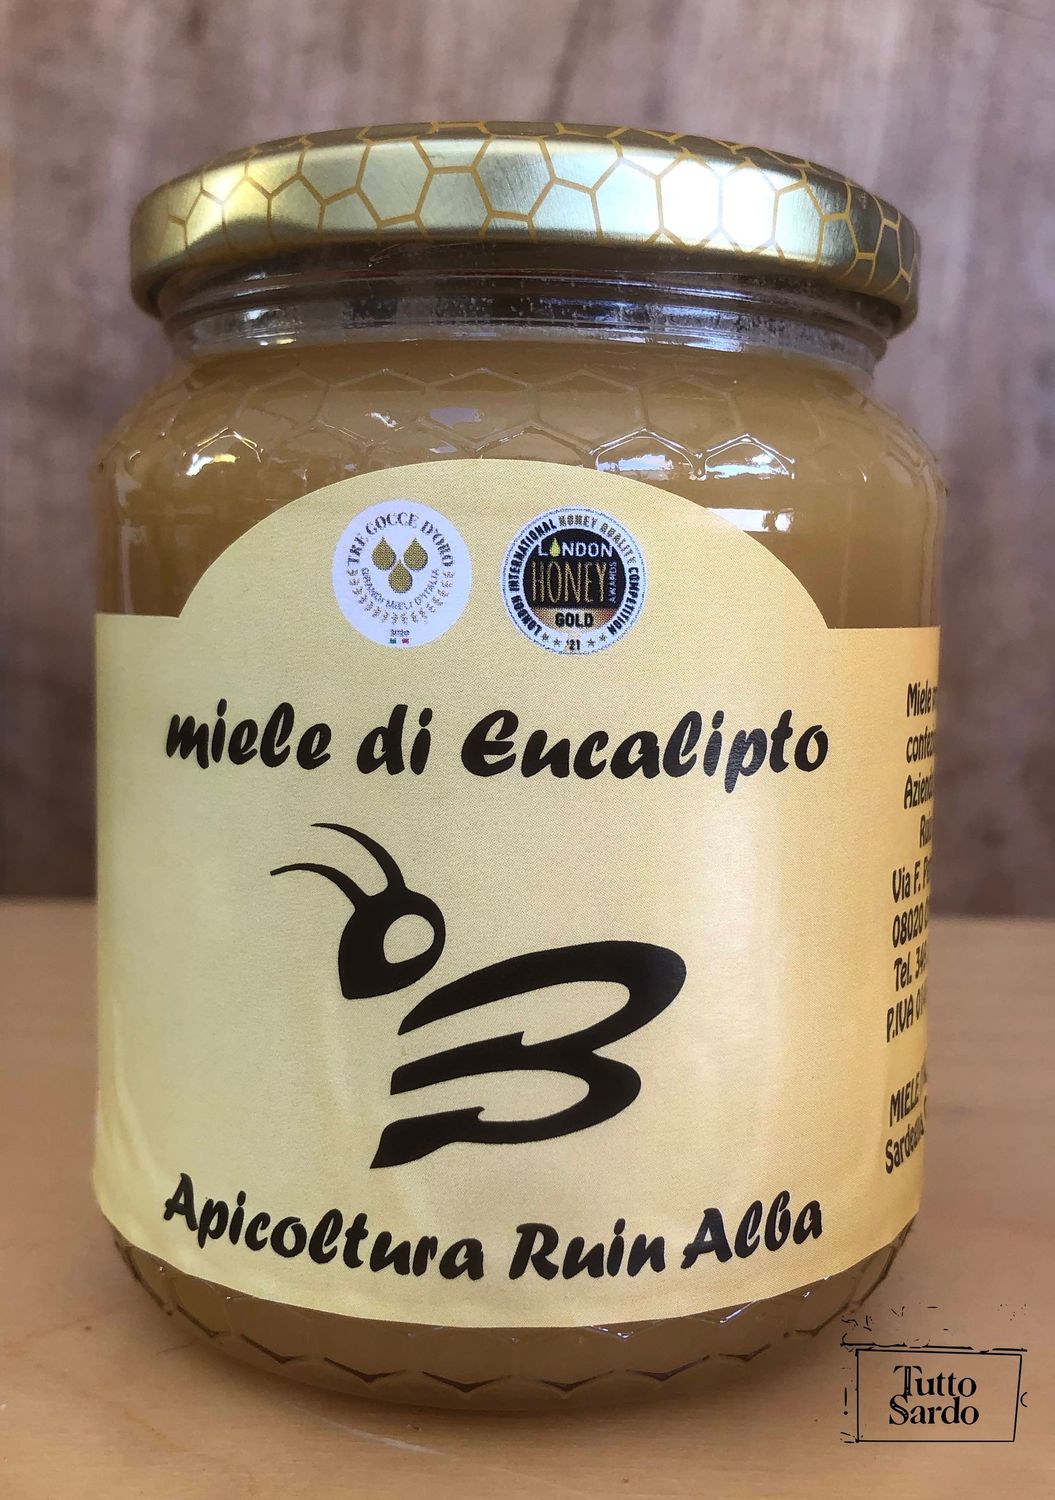 TRE GOCCE D'ORO
GRANDI MIELI D'ITALIA
LONDON INTERNATIONAL HONEY QUALITY COMPETITION
LONDON
HONEY
AWARDS
GOLD
'21
miele di Eucalipto
Apicoltura Ruin Alba
Miele
Via F.
08020
Tel.
P.IVA
MIELE
Tutto
Sardo